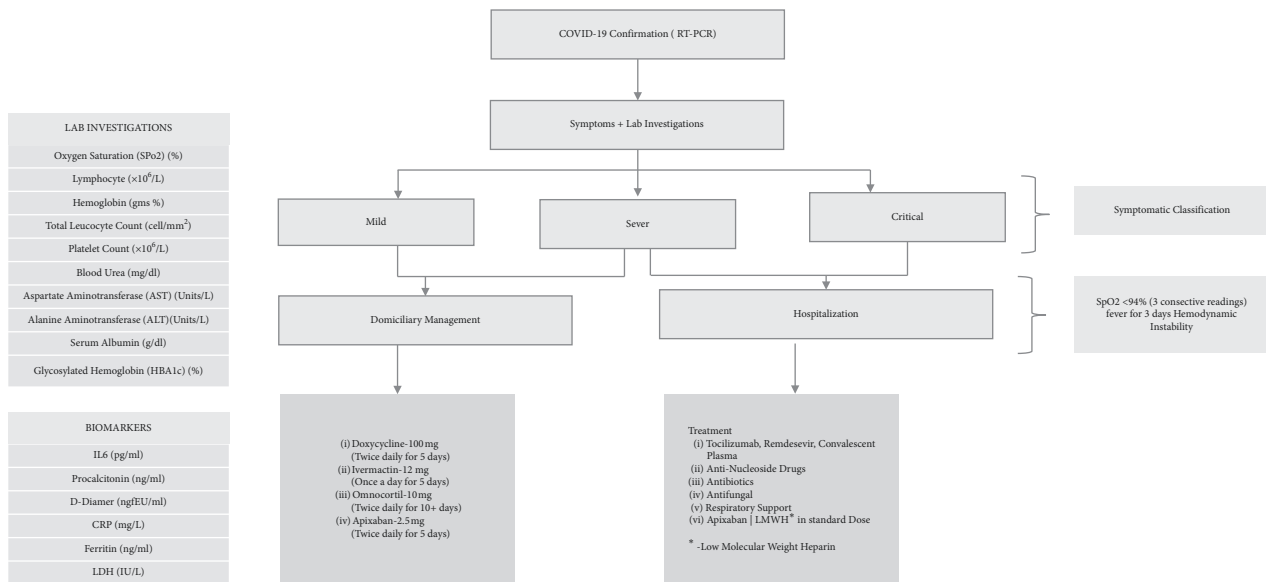 COVID-19 Confirmation ( RT-PCR)
Symptoms + Lab Investigations
Mild
Sever
Critical
Symptomatic Classification
Domiciliary Management
Hospitalization
SpO2 <94% (3 consective readings)
fever for 3 days Hemodynamic
Instability
LAB INVESTIGATIONS
Oxygen Saturation (SPo2) (%)
Lymphocyte (×10⁶/L)
Hemoglobin (gms %)
Total Leucocyte Count (cell/mm²)
Platelet Count (×10⁶/L)
Blood Urea (mg/dl)
Aspartate Aminotransferase (AST) (Units/L)
Alanine Aminotransferase (ALT)(Units/L)
Serum Albumin (g/dl)
Glycosylated Hemoglobin (HBA1c) (%)
BIOMARKERS
IL6 (pg/ml)
Procalcitonin (ng/ml)
D-Diamer (ngfEU/ml)
CRP (mg/L)
Ferritin (ng/ml)
LDH (IU/L)
(i) Doxycycline-100 mg
(Twice daily for 5 days)
(ii) Ivermactin-12 mg
(Once a day for 5 days)
(iii) Omnocortil-10 mg
(Twice daily for 10+ days)
(iv) Apixaban-2.5 mg
(Twice daily for 5 days)
Treatment
(i) Tocilizumab, Remdesevir, Convalescent
Plasma
(ii) Anti-Nucleoside Drugs
(iii) Antibiotics
(iv) Antifungal
(v) Respiratory Support
(vi) Apixaban | LMWH* in standard Dose
* -Low Molecular Weight Heparin